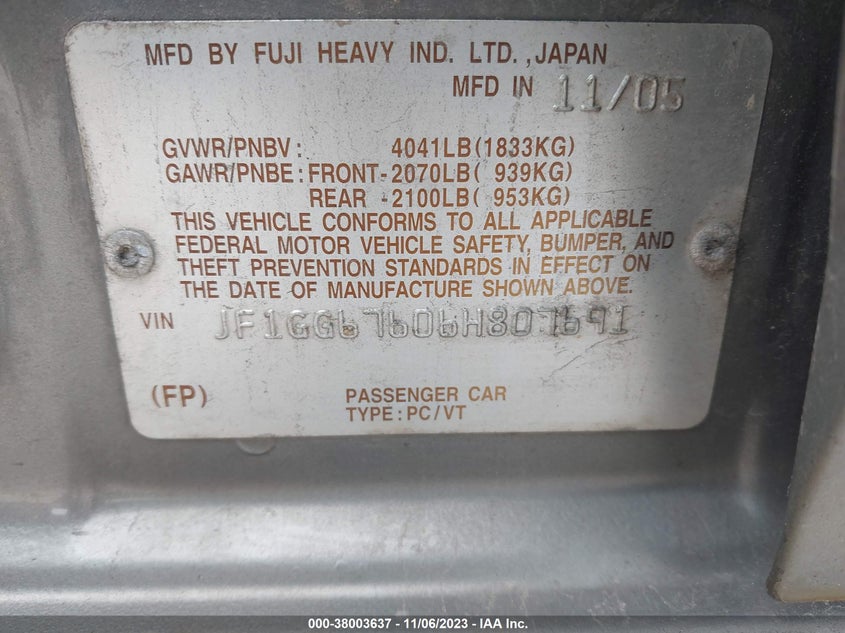 MFD BY FUJI HEAVY IND. LTD.,JAPAN
MFD IN 11/05
GVWR/PNBV: 4041LB(1833KG)
GAWR/PNBE:FRONT-2070LB( 939KG)
REAR -2100LB( 953KG)
THIS VEHICLE CONFORMS TO ALL APPLICABLE
FEDERAL MOTOR VEHICLE SAFETY, BUMPER, AND
THEFT PREVENTION STANDARDS IN EFFECT ON
THE DATE OF MANUFACTURE SHOWN ABOVE.
VIN JF1GG67606H807691
(FP) PASSENGER CAR
TYPE:PC/VT
000-38003637 - 11/06/2023 - IAA Inc.